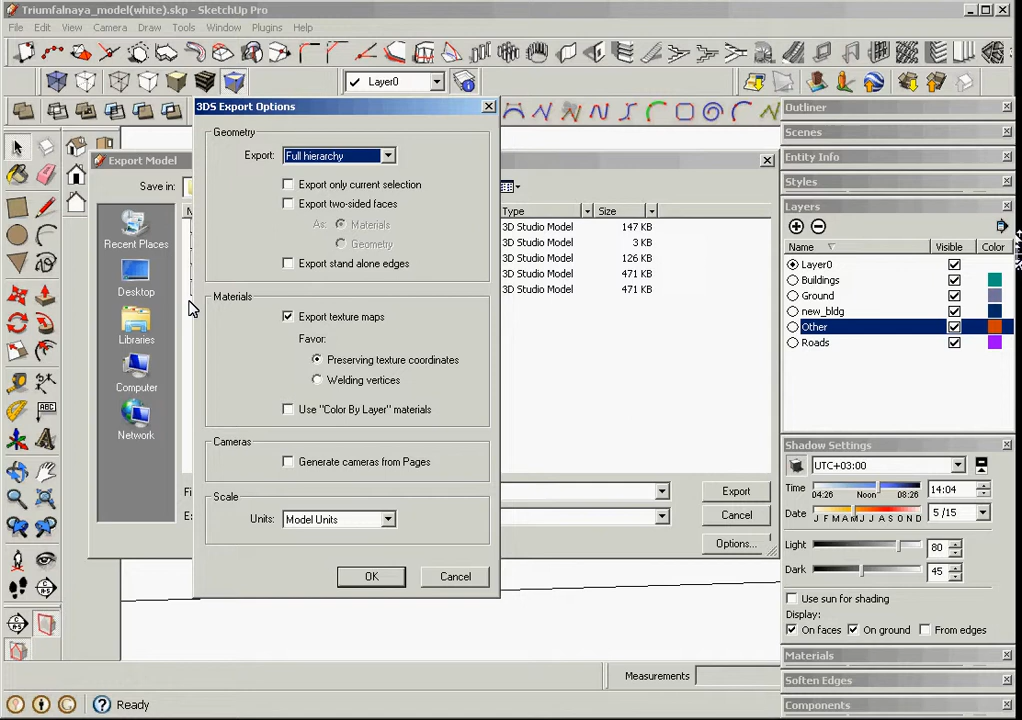 Triumfalnaya_model(white).skp - SketchUp Pro
File Edit View Camera Draw Tools Window Plugins Help
Layer0
3DS Export Options
Geometry
Export: Full hierarchy
Export only current selection
Export two-sided faces
As: Materials
Geometry
Export stand alone edges
Materials
Export texture maps
Favor:
Preserving texture coordinates
Welding vertices
Use "Color By Layer" materials
Cameras
Generate cameras from Pages
Scale
Units: Model Units
OK Cancel
Export Model
Save in:
Recent Places
Desktop
Libraries
Computer
Network
Type Size
3D Studio Model 147 KB
3D Studio Model 3 KB
3D Studio Model 126 KB
3D Studio Model 471 KB
3D Studio Model 471 KB
Export
Cancel
Options...
Outliner
Scenes
Entity Info
Styles
Layers
Name Visible Color
Layer0
Buildings
Ground
new_bldg
Other
Roads
Shadow Settings
UTC+03:00
Time 04:26 Noon 08:26 14:04
Date J F M A M J J A S O N D 5 /15
Light 80
Dark 45
Use sun for shading
Display:
On faces On ground From edges
Materials
Soften Edges
Components
Measurements
Ready